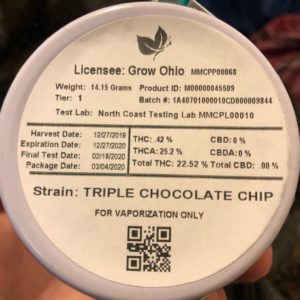 Licensee: Grow Ohio MMCPP00068
Weight: 14.15 Grams Product ID: M00000045509
Tier: 1 Batch #: 1A40701000010CD000009844
Test Lab: North Coast Testing Lab MMCPL00010
Harvest Date: 12/27/2019 THC: .42 % CBD: 0 %
Expiration Date: 12/27/2020 THCA: 25.2 % CBDA: 0 %
Final Test Date: 02/18/2020 Total THC: 22.52 % Total CBD: .00 %
Package Date: 03/04/2020
Strain: TRIPLE CHOCOLATE CHIP
FOR VAPORIZATION ONLY